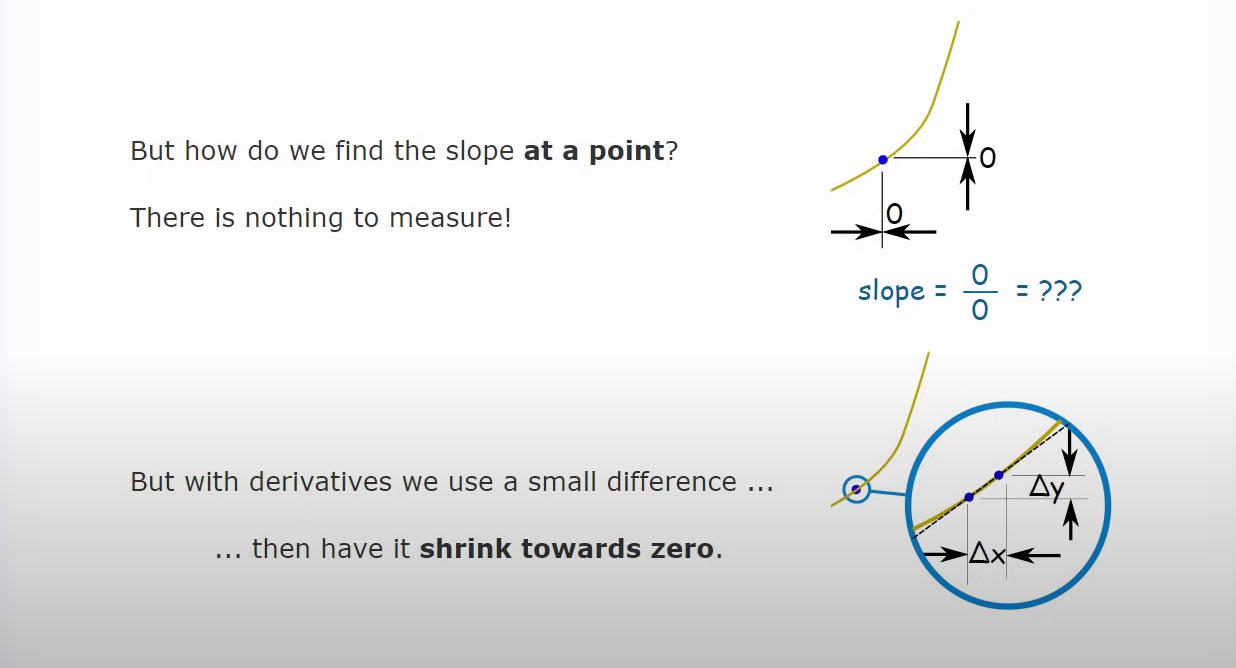 But how do we find the slope at a point?
There is nothing to measure!
0
0
slope = 0/0 = ???
But with derivatives we use a small difference ...
... then have it shrink towards zero.
Δy
Δx